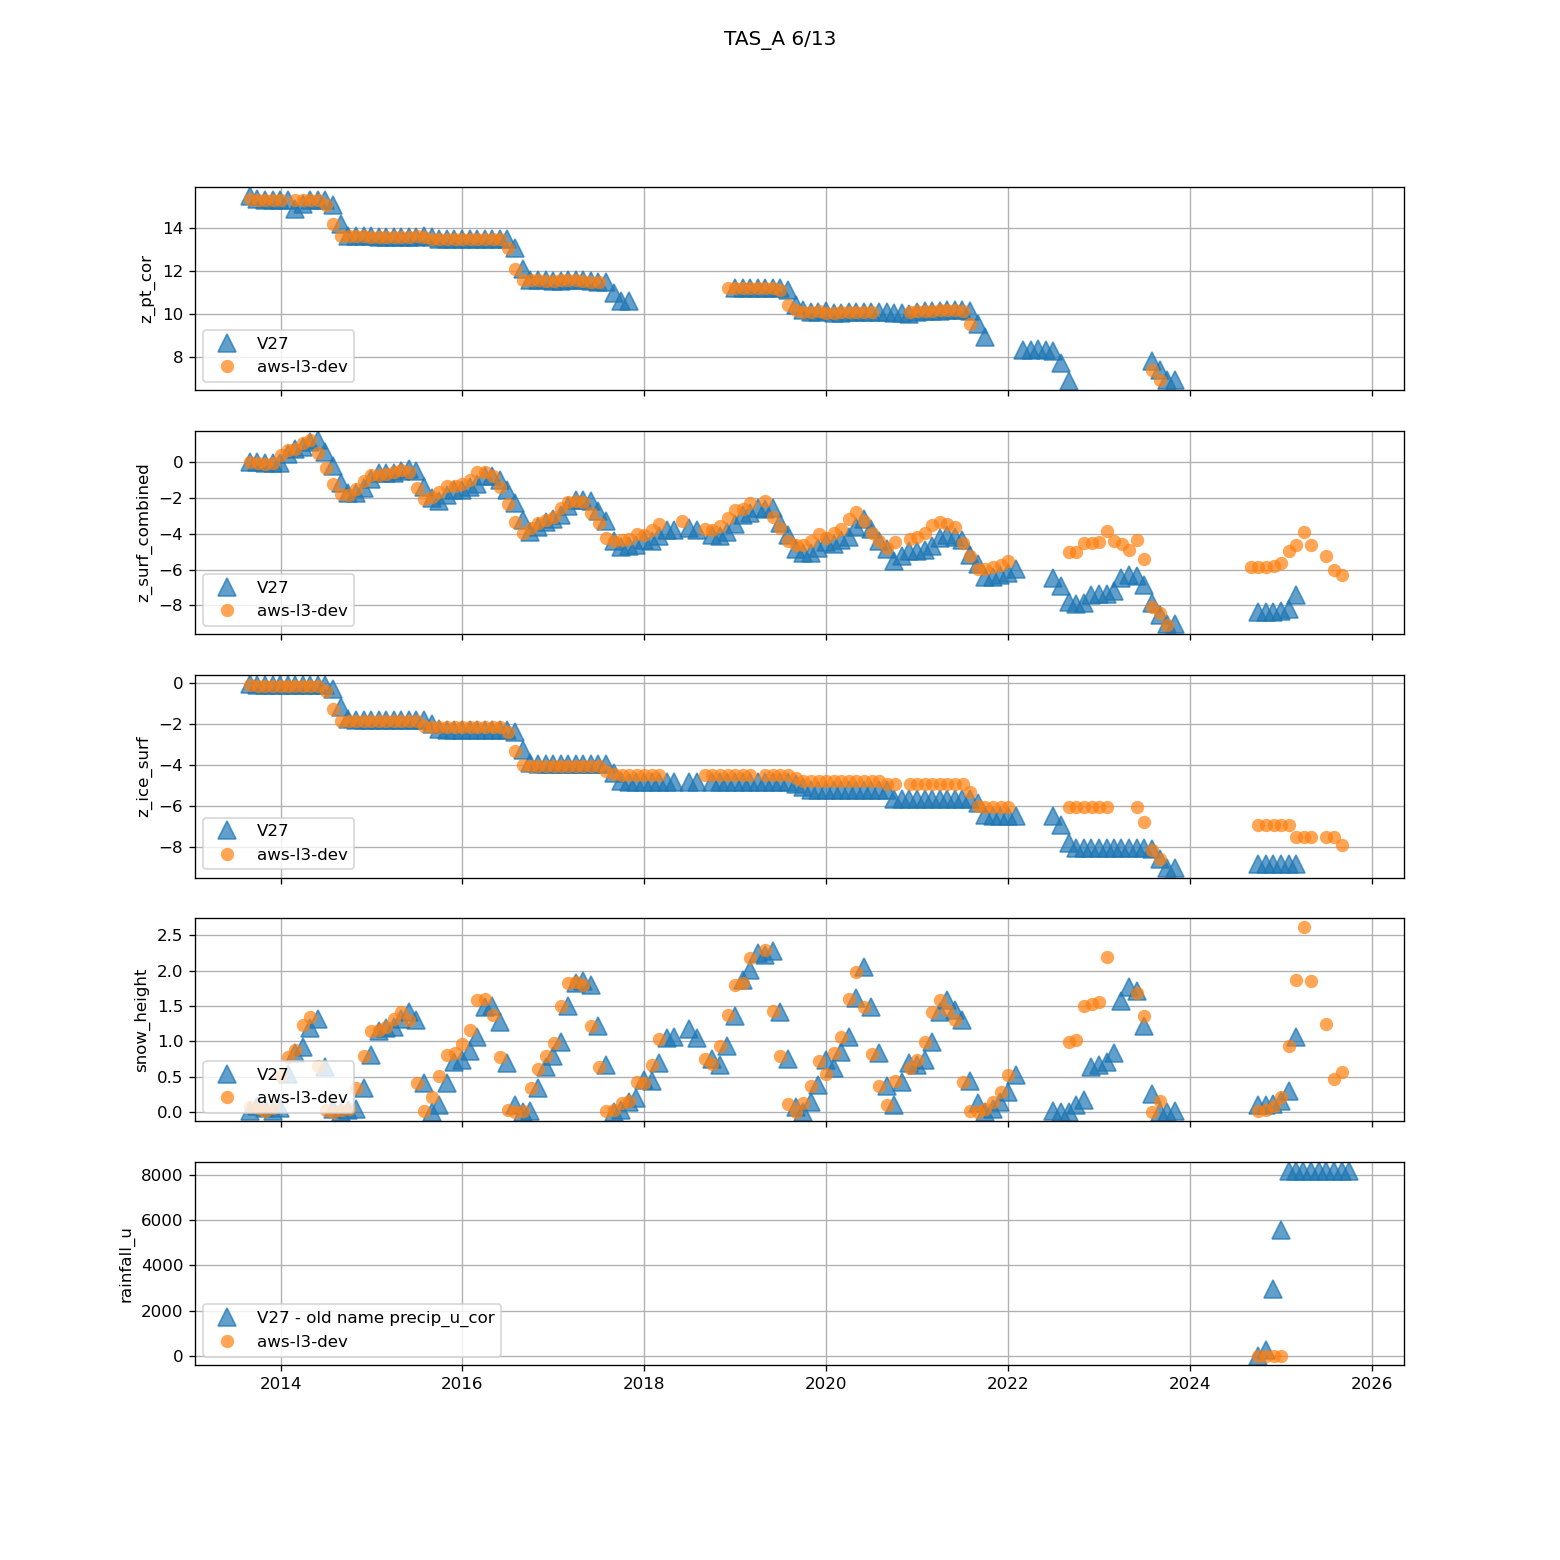 TAS_A 6/13
14
12
10
8
z_pt_cor
V27
aws-l3-dev
0
−2
−4
−6
−8
z_surf_combined
V27
aws-l3-dev
0
−2
−4
−6
−8
z_ice_surf
V27
aws-l3-dev
2.5
2.0
1.5
1.0
0.5
0.0
snow_height
V27
aws-l3-dev
8000
6000
4000
2000
0
rainfall_u
V27 - old name precip_u_cor
aws-l3-dev
2014 2016 2018 2020 2022 2024 2026